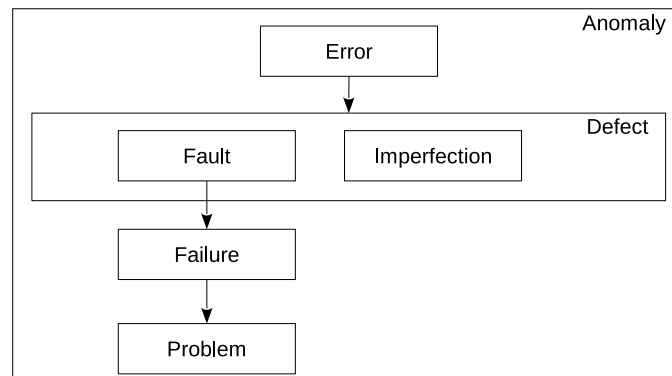 Anomaly
Error
Defect
Fault
Imperfection
Failure
Problem